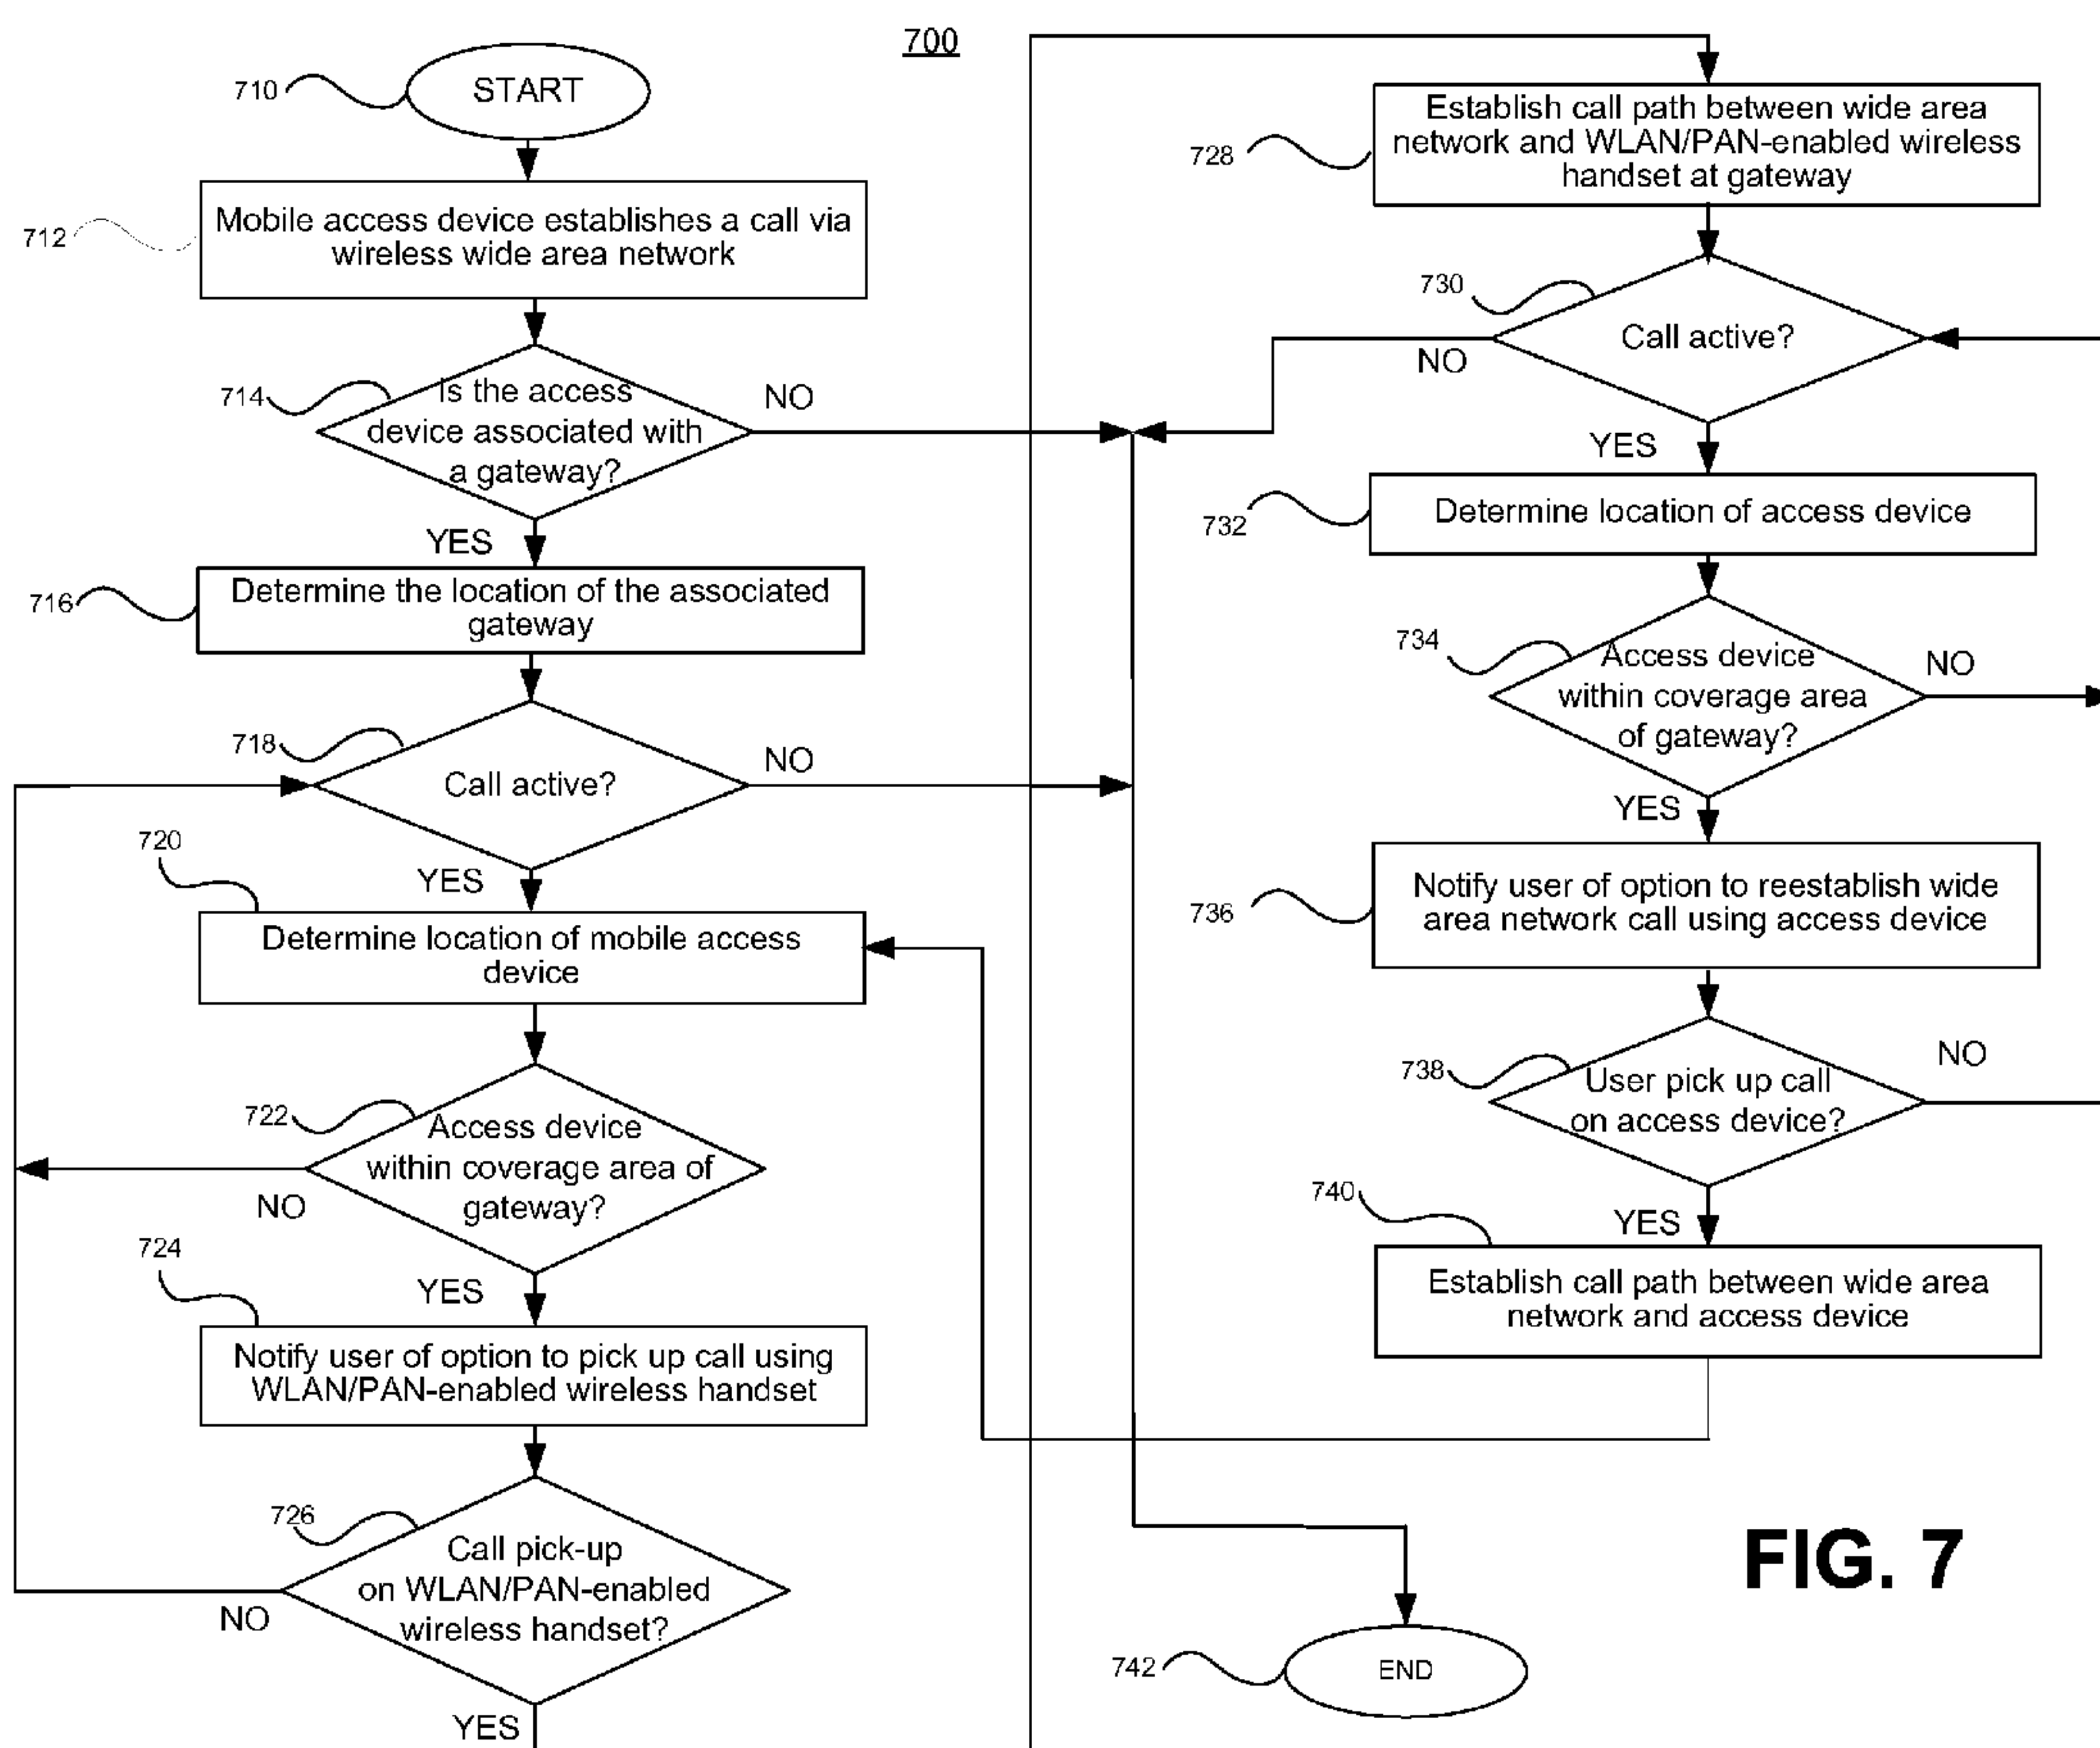 700
710
START
712
Mobile access device establishes a call via
wireless wide area network
714
Is the access
device associated with
a gateway?
NO
YES
716
Determine the location of the associated
gateway
718
Call active?
NO
YES
720
Determine location of mobile access
device
722
Access device
within coverage area of
gateway?
NO
YES
724
Notify user of option to pick up call using
WLAN/PAN-enabled wireless handset
726
Call pick-up
on WLAN/PAN-enabled
wireless handset?
NO
YES
728
Establish call path between wide area
network and WLAN/PAN-enabled wireless
handset at gateway
730
Call active?
NO
YES
732
Determine location of access device
734
Access device
within coverage area
of gateway?
NO
YES
736
Notify user of option to reestablish wide
area network call using access device
738
User pick up call
on access device?
NO
YES
740
Establish call path between wide area
network and access device
742
END
FIG. 7